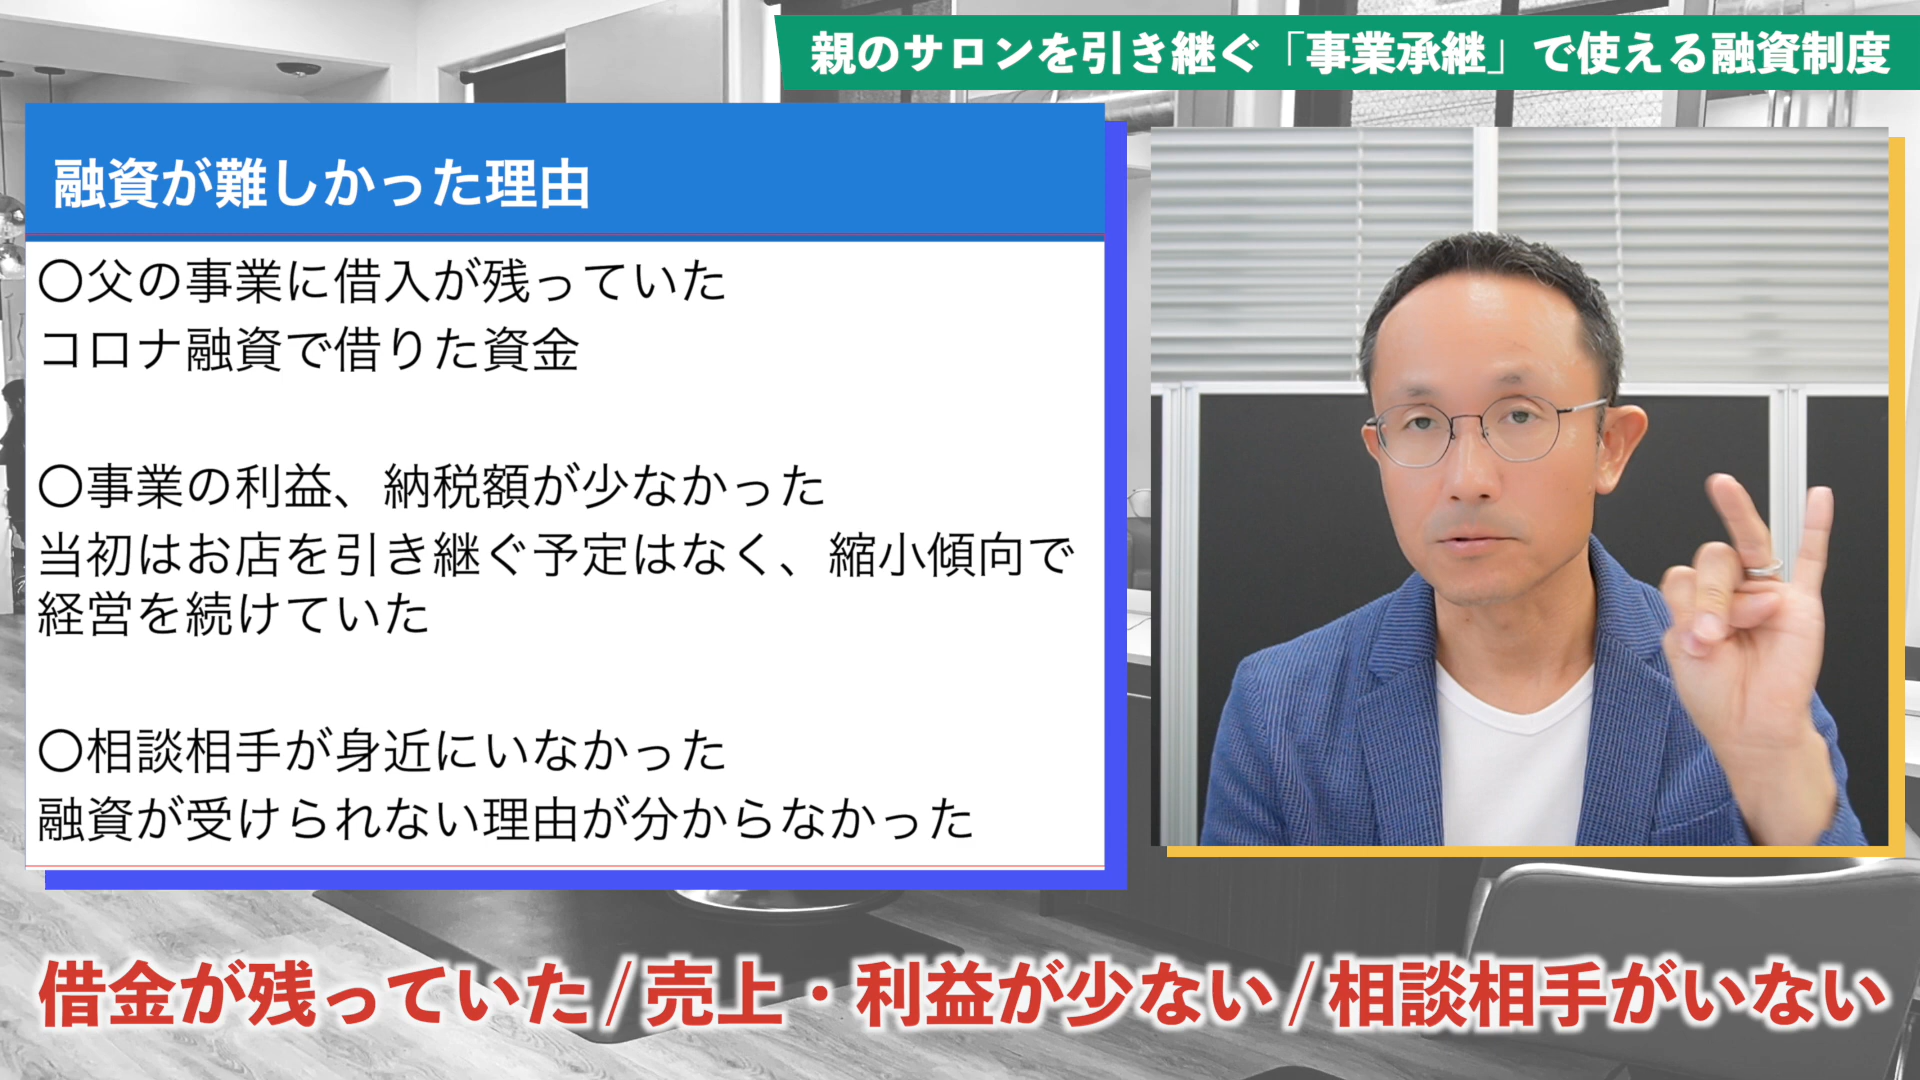 親のサロンを引き継ぐ「事業承継」で使える融資制度
融資が難しかった理由
〇父の事業に借入が残っていた
コロナ融資で借りた資金
〇事業の利益、納税額が少なかった
当初はお店を引き継ぐ予定はなく、縮小傾向で
経営を続けていた
〇相談相手が身近にいなかった
融資が受けられない理由が分からなかった
借金が残っていた/売上・利益が少ない/相談相手がいない